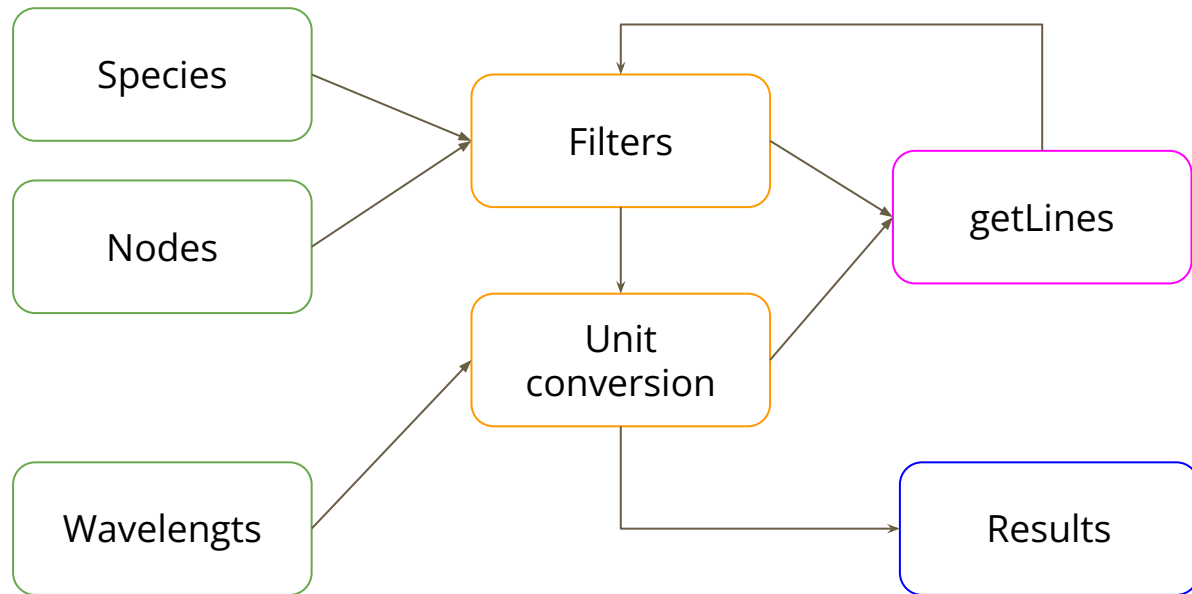 Species
Filters
getLines
Nodes
Unit
conversion
Wavelengts
Results